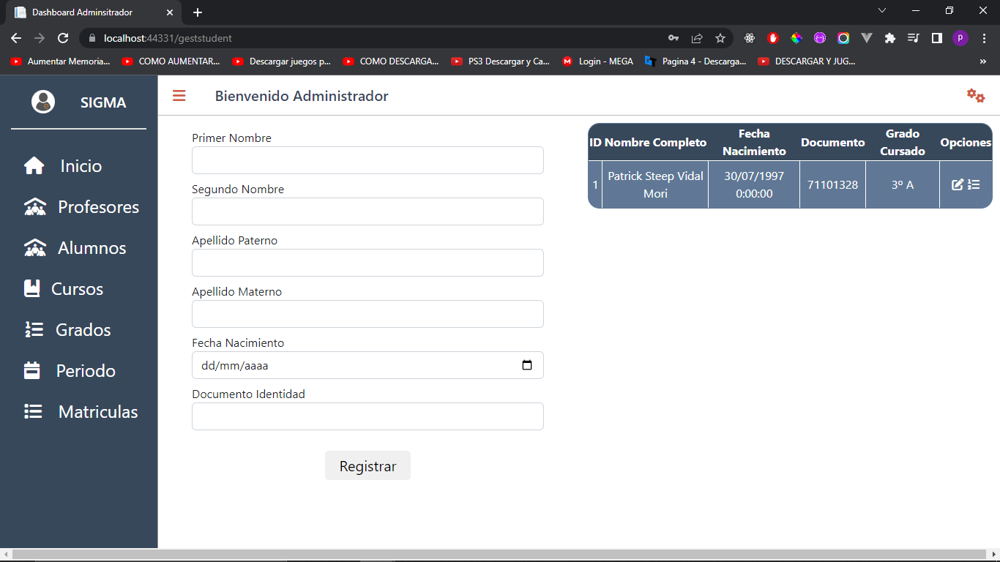 Dashboard Adminsitrador
localhost:44331/geststudent
p
Aumentar Memoria...
COMO AUMENTAR...
Descargar juegos p...
COMO DESCARGA...
PS3 Descargar y Ca...
Login - MEGA
Pagina 4 - Descarga...
DESCARGAR Y JUG...
»
SIGMA
Inicio
Profesores
Alumnos
Cursos
Grados
Periodo
Matriculas
Bienvenido Administrador
Primer Nombre
Segundo Nombre
Apellido Paterno
Apellido Materno
Fecha Nacimiento
dd/mm/aaaa
Documento Identidad
Registrar
ID Nombre Completo Fecha Nacimiento Documento Grado Cursado Opciones
1 Patrick Steep Vidal Mori 30/07/1997 0:00:00 71101328 3º A